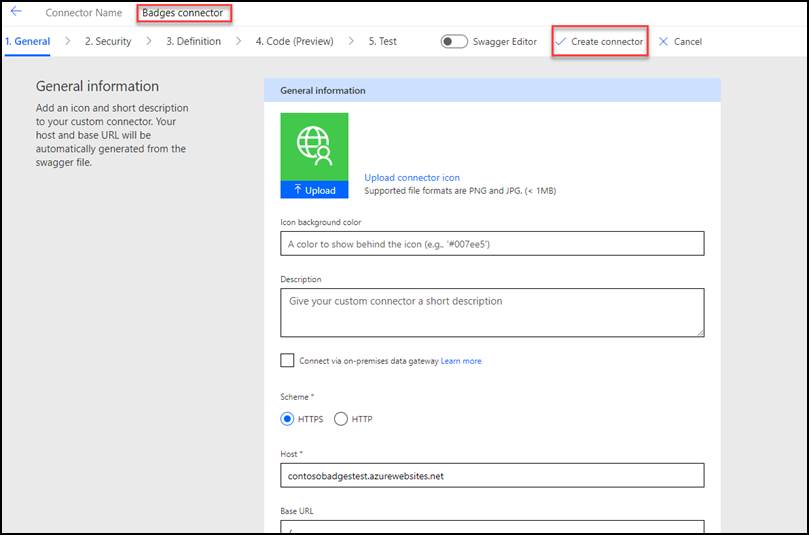 Connector Name Badges connector
1. General 2. Security 3. Definition 4. Code (Preview) 5. Test Swagger Editor Create connector Cancel
General information
Add an icon and short description
to your custom connector. Your
host and base URL will be
automatically generated from the
swagger file.
General information
Upload
Upload connector icon
Supported file formats are PNG and JPG. (< 1MB)
Icon background color
A color to show behind the icon (e.g., '#007ee5')
Description
Give your custom connector a short description
Connect via on-premises data gateway Learn more
Scheme *
HTTPS HTTP
Host *
contosobadgestest.azurewebsites.net
Base URL